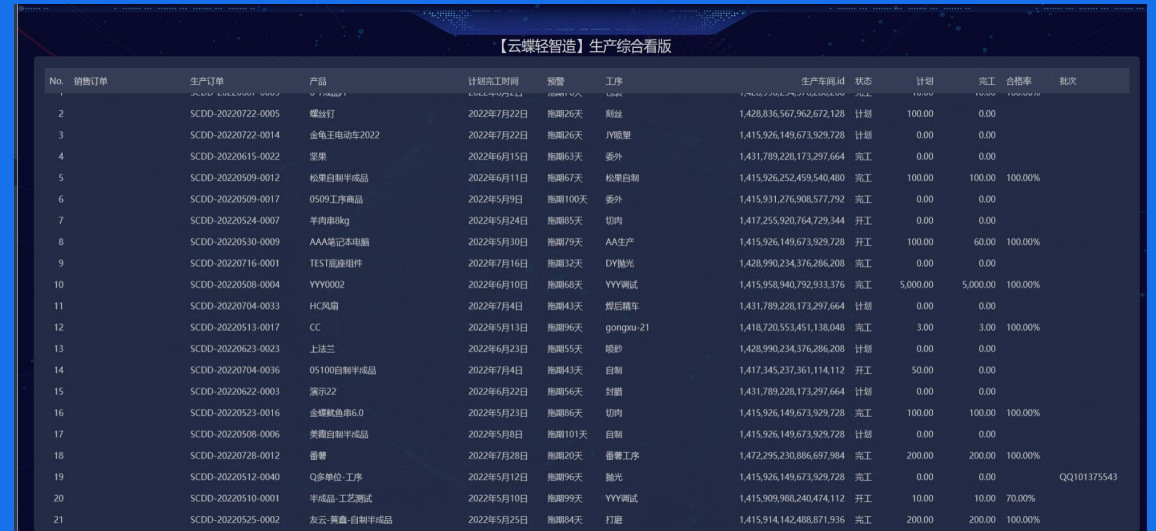 【云蝶轻智造】生产综合看版
No. 销售订单 生产订单 产品 计划完工时间 预警 工序 生产车间.id 状态 计划 完工 合格率 批次
2 SCDD-20220722-0005 螺丝钉 2022年7月22日 拖期26天 刻丝 1,428,836,567,962,672,128 计划 100.00 0.00
3 SCDD-20220722-0014 金龟王电动车2022 2022年7月22日 拖期26天 JY喷塑 1,415,926,149,673,929,728 计划 0.00 0.00
4 SCDD-20220615-0022 坚果 2022年6月15日 拖期63天 委外 1,431,789,228,173,297,664 完工 0.00 0.00
5 SCDD-20220509-0012 松果自制半成品 2022年6月11日 拖期67天 松果自制 1,415,926,252,459,540,480 完工 100.00 100.00 100.00%
6 SCDD-20220509-0017 0509工序商品 2022年5月9日 拖期100天 委外 1,415,931,276,908,577,792 完工 0.00 0.00
7 SCDD-20220524-0007 羊肉串8kg 2022年5月24日 拖期85天 切肉 1,417,255,920,764,729,344 开工 0.00 0.00
8 SCDD-20220530-0009 AAA笔记本电脑 2022年5月30日 拖期79天 AA生产 1,415,926,149,673,929,728 开工 100.00 60.00 100.00%
9 SCDD-20220716-0001 TEST底座组件 2022年7月16日 拖期32天 DY抛光 1,428,990,234,376,286,208 完工 0.00 0.00
10 SCDD-20220508-0004 YYY0002 2022年6月10日 拖期68天 YYY调试 1,415,958,940,792,933,376 完工 5,000.00 5,000.00 100.00%
11 SCDD-20220704-0033 HC风扇 2022年7月4日 拖期43天 焊后精车 1,431,789,228,173,297,664 计划 0.00 0.00
12 SCDD-20220513-0017 CC 2022年5月13日 拖期96天 gongxu-21 1,418,720,553,451,138,048 完工 3.00 3.00 100.00%
13 SCDD-20220623-0023 上法兰 2022年6月23日 拖期55天 喷砂 1,428,990,234,376,286,208 计划 0.00 0.00
14 SCDD-20220704-0036 05100自制半成品 2022年7月4日 拖期43天 自制 1,417,345,237,361,114,112 开工 50.00 0.00
15 SCDD-20220622-0003 演示22 2022年6月22日 拖期56天 封腊 1,431,789,228,173,297,664 计划 0.00 0.00
16 SCDD-20220523-0016 金蝶鱿鱼串6.0 2022年5月23日 拖期86天 切肉 1,415,926,149,673,929,728 完工 100.00 100.00 100.00%
17 SCDD-20220508-0006 美霞自制半成品 2022年5月8日 拖期101天 自制 1,415,926,149,673,929,728 计划 0.00 0.00
18 SCDD-20220728-0012 番薯 2022年7月28日 拖期20天 番薯工序 1,472,295,230,886,697,984 完工 200.00 200.00 100.00%
19 SCDD-20220512-0040 Q多单位-工序 2022年5月12日 拖期96天 抛光 1,415,926,149,673,929,728 完工 0.00 0.00 QQ101375543
20 SCDD-20220510-0001 半成品-工艺测试 2022年5月10日 拖期99天 YYY调试 1,415,909,988,240,474,112 开工 10.00 10.00 70.00%
21 SCDD-20220525-0002 友云-黄鑫-自制半成品 2022年5月25日 拖期84天 打磨 1,415,914,142,488,871,936 完工 200.00 200.00 100.00%